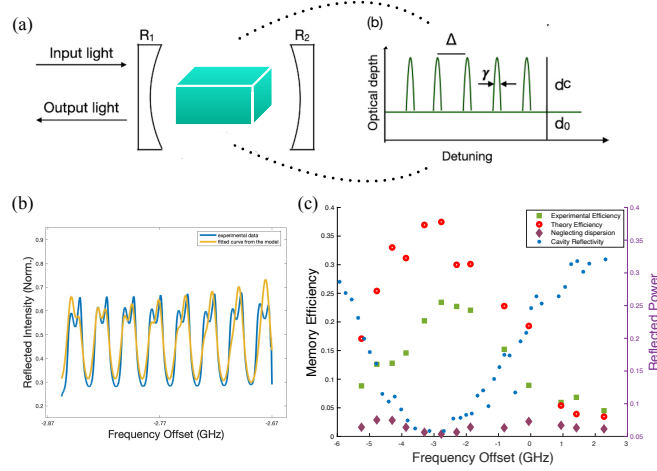 (a)
R1
R2
Input light
Output light
(b)
Optical depth
Δ
γ
dc
d0
Detuning
(b)
experimental data
fitted curve from the model
Reflected Intensity (Norm.)
0.9
0.8
0.7
0.6
0.5
0.4
0.3
0.2
-3.87
-3.77
-3.67
Frequency Offset (GHz)
(c)
Experimental Efficiency
Theory Efficiency
Neglecting dispersion
Cavity Reflectivity
Memory Efficiency
0.4
0.35
0.3
0.25
0.2
0.15
0.1
0.05
0
-6 -5 -4 -3 -2 -1 0 1 2 3
Frequency Offset (GHz)
0.4
0.35
0.3
0.25
0.2
0.15
0.1
0.05
Reflected Power